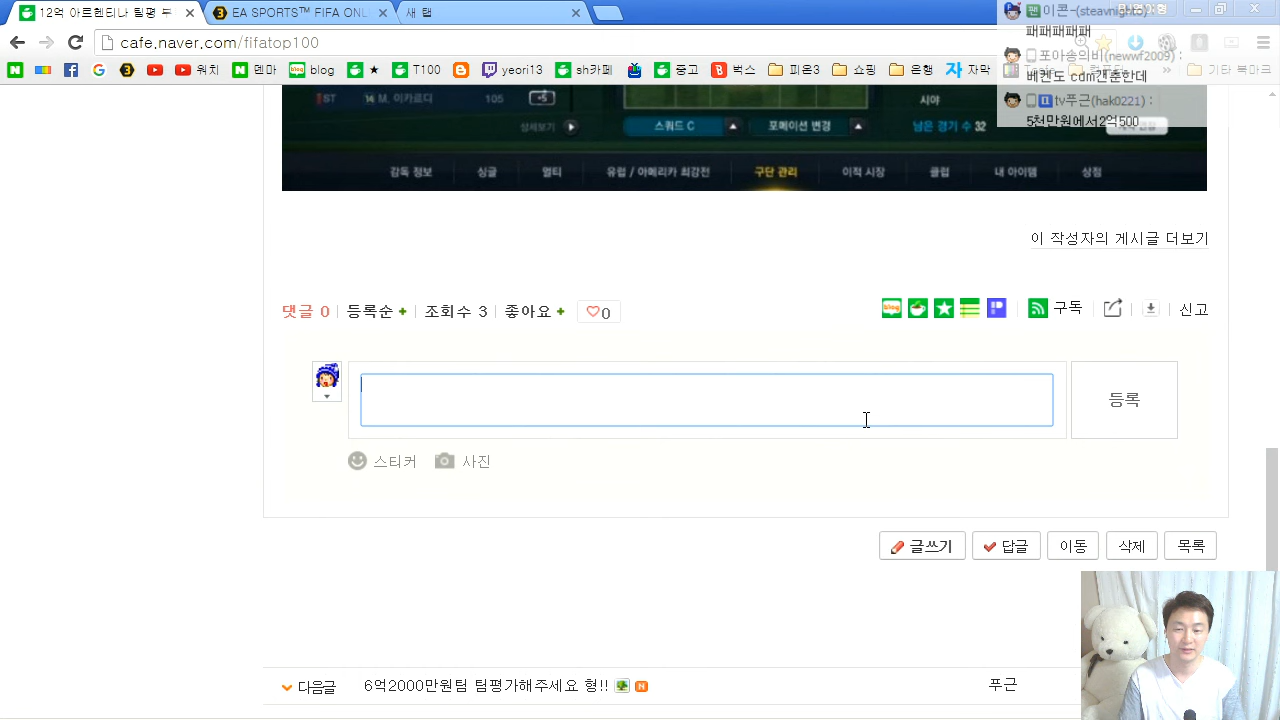 12억 아르헨티나 팀평 부
EA SPORTS™ FIFA ONL
새 탭
cafe.naver.com/fifatop100
팬이콘~(steavnighto)
패패패패패
포아송의비(newwf2009) :
베컨도 cdm갠춘한데
tv푸근(hak0221) :
5천만원에서2억500
워치
blog
T100
sh카페
중고
벅스
피온3
쇼핑
은행
자막
기타 북마크
1ST 14 M. 이카르디 105 +5
시야
상세보기
스쿼드 C
포메이션 변경
남은 경기 수 32
감독 정보
싱글
멀티
유럽 / 아메리카 최강전
구단 관리
이적 시장
클럽
내 아이템
상점
이 작성자의 게시글 더보기
댓글 0 등록순 조회수 3 좋아요 0
구독
신고
등록
스티커 사진
글쓰기 답글 이동 삭제 목록
다음글 6억2000만원팀 팀평가해주세요 형!! N 푸근